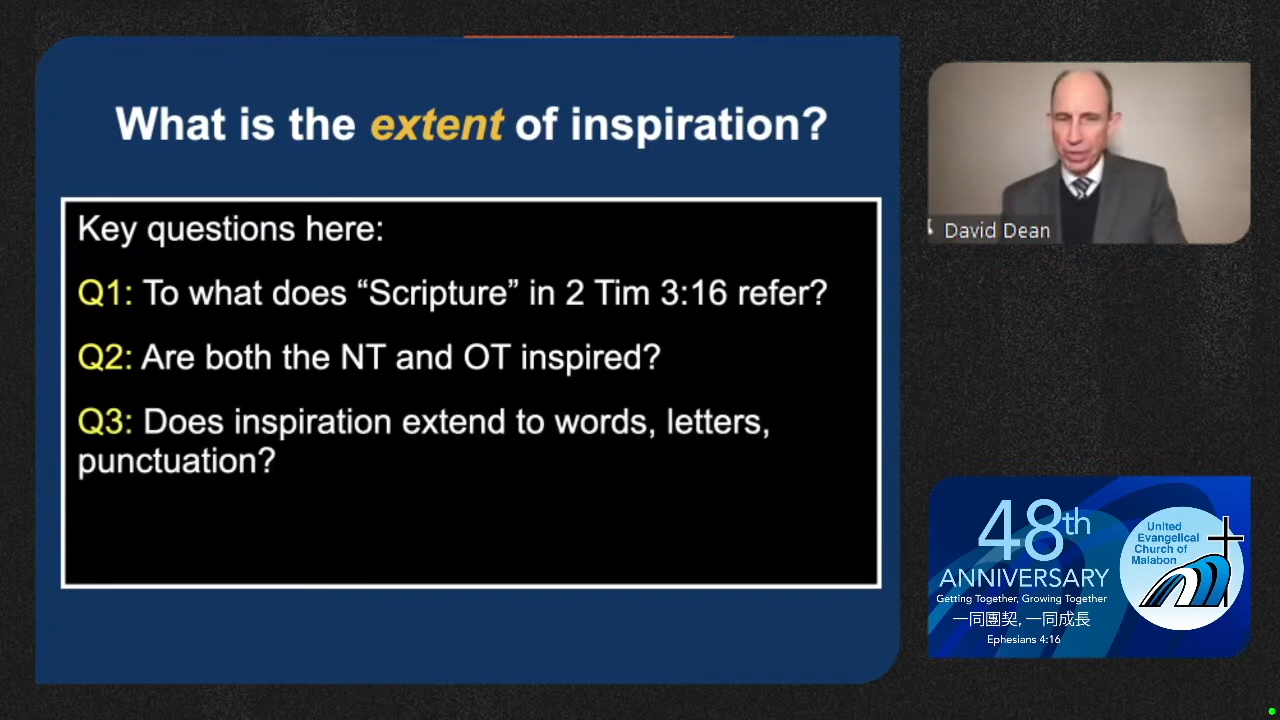 What is the extent of inspiration?
Key questions here:
Q1: To what does “Scripture” in 2 Tim 3:16 refer?
Q2: Are both the NT and OT inspired?
Q3: Does inspiration extend to words, letters,
punctuation?
David Dean
48th
ANNIVERSARY
Getting Together, Growing Together
一同團契, 一同成長
Ephesians 4:16
United
Evangelical
Church of
Malabon